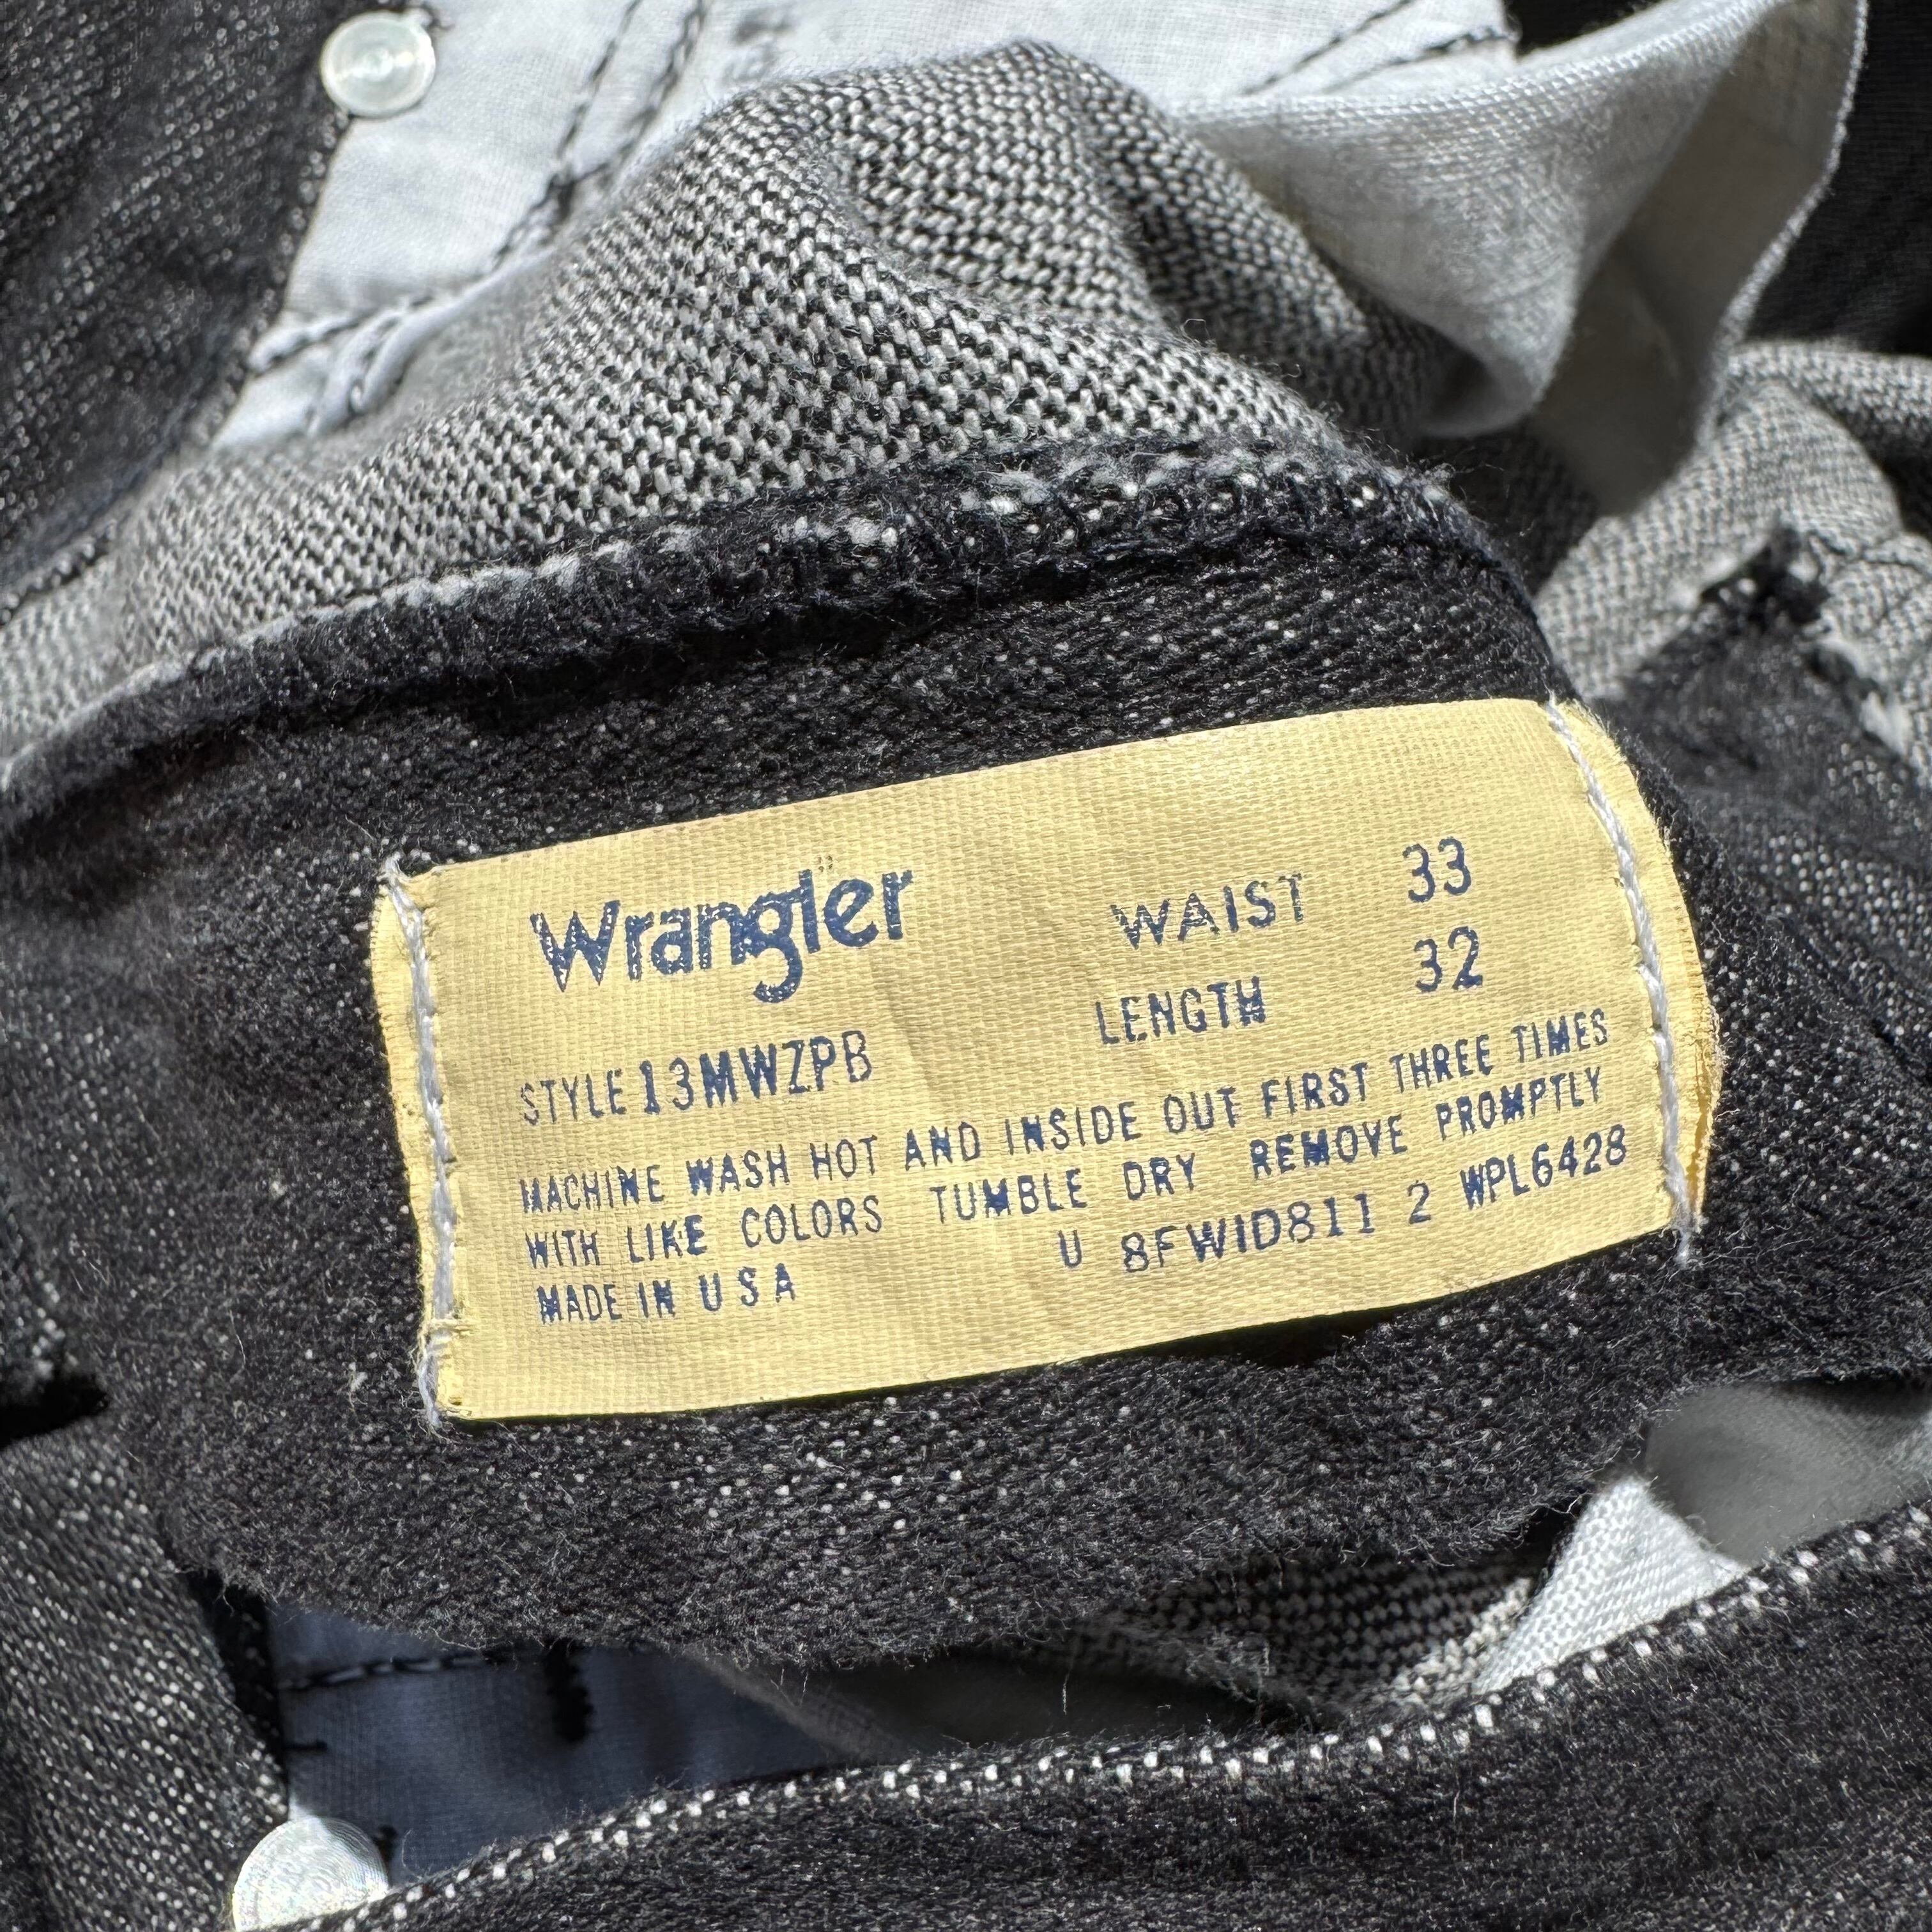 Wrangler
WAIST 33
LENGTH 32
STYLE 13MWZPB
MACHINE WASH HOT AND INSIDE OUT FIRST THREE TIMES
WITH LIKE COLORS TUMBLE DRY REMOVE PROMPTLY
MADE IN U S A U 8FWID811 2 WPL6428